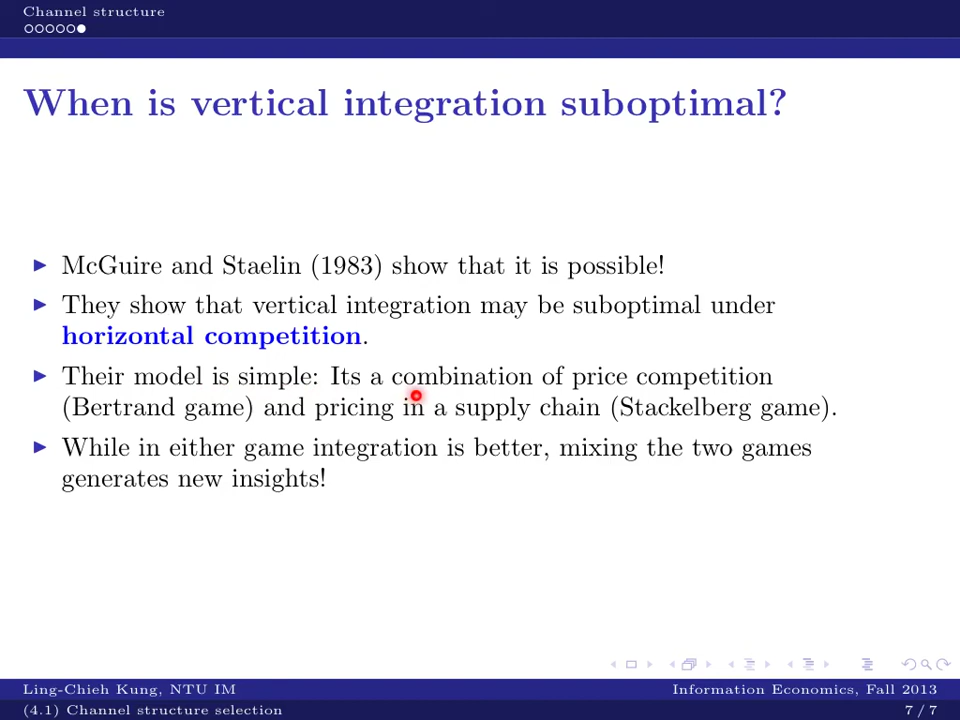 Channel structure
When is vertical integration suboptimal?
► McGuire and Staelin (1983) show that it is possible!
► They show that vertical integration may be suboptimal under
horizontal competition.
► Their model is simple: Its a combination of price competition
(Bertrand game) and pricing in a supply chain (Stackelberg game).
► While in either game integration is better, mixing the two games
generates new insights!
Ling-Chieh Kung, NTU IM
Information Economics, Fall 2013
(4.1) Channel structure selection
7 / 7